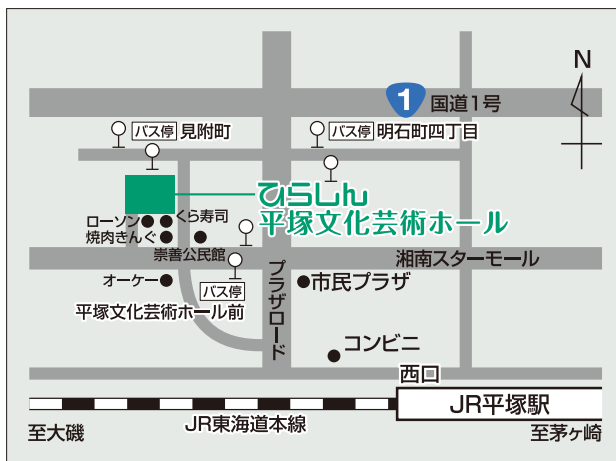 N
1
国道1号
バス停 見附町
バス停 明石町四丁目
ひらしん
平塚文化芸術ホール
ローソン
くら寿司
焼肉きんぐ
崇善公民館
湘南スターモール
オーケー
バス停
平塚文化芸術ホール前
プラザロード
市民プラザ
コンビニ
西口
JR平塚駅
JR東海道本線
至大磯
至茅ヶ崎